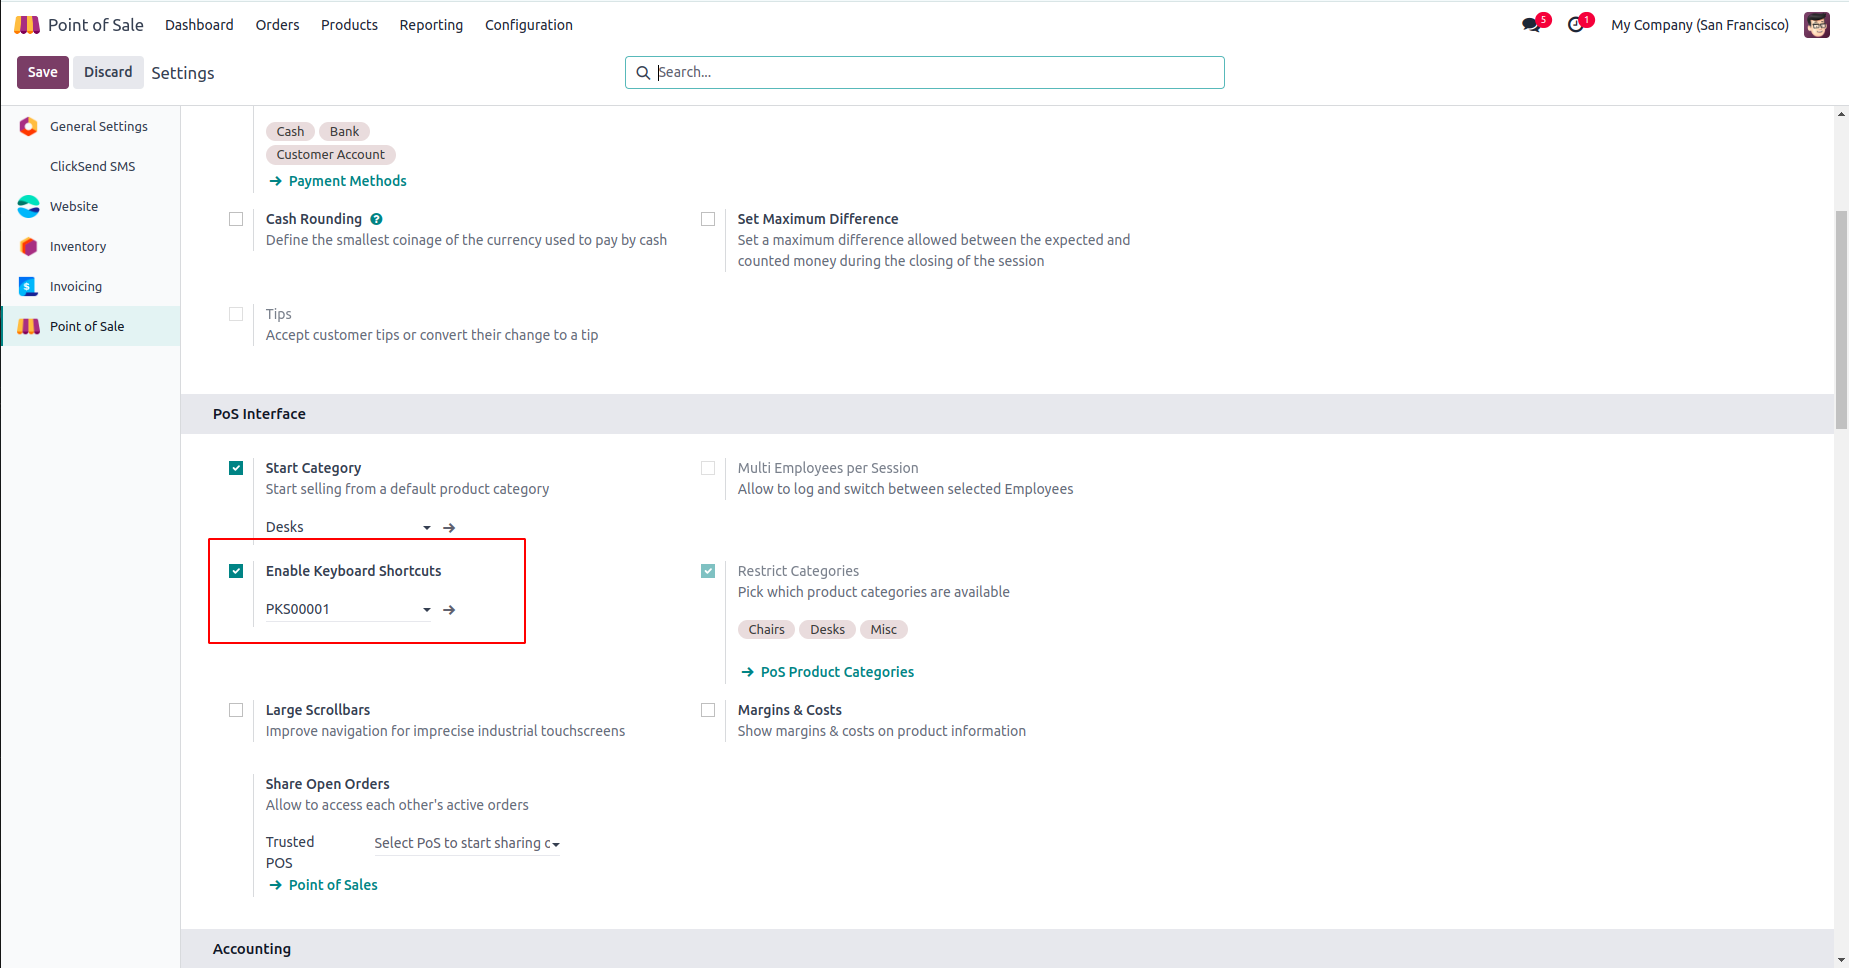 Point of Sale Dashboard Orders Products Reporting Configuration 5 1 My Company (San Francisco)
Save Discard Settings Search...
General Settings
ClickSend SMS
Website
Inventory
Invoicing
Point of Sale
Cash Bank
Customer Account
Payment Methods
Cash Rounding ?
Define the smallest coinage of the currency used to pay by cash
Set Maximum Difference
Set a maximum difference allowed between the expected and
counted money during the closing of the session
Tips
Accept customer tips or convert their change to a tip
PoS Interface
Start Category
Start selling from a default product category
Desks
Multi Employees per Session
Allow to log and switch between selected Employees
Enable Keyboard Shortcuts
PKS00001
Restrict Categories
Pick which product categories are available
Chairs Desks Misc
PoS Product Categories
Large Scrollbars
Improve navigation for imprecise industrial touchscreens
Margins & Costs
Show margins & costs on product information
Share Open Orders
Allow to access each other's active orders
Trusted
POS
Select PoS to start sharing
Point of Sales
Accounting